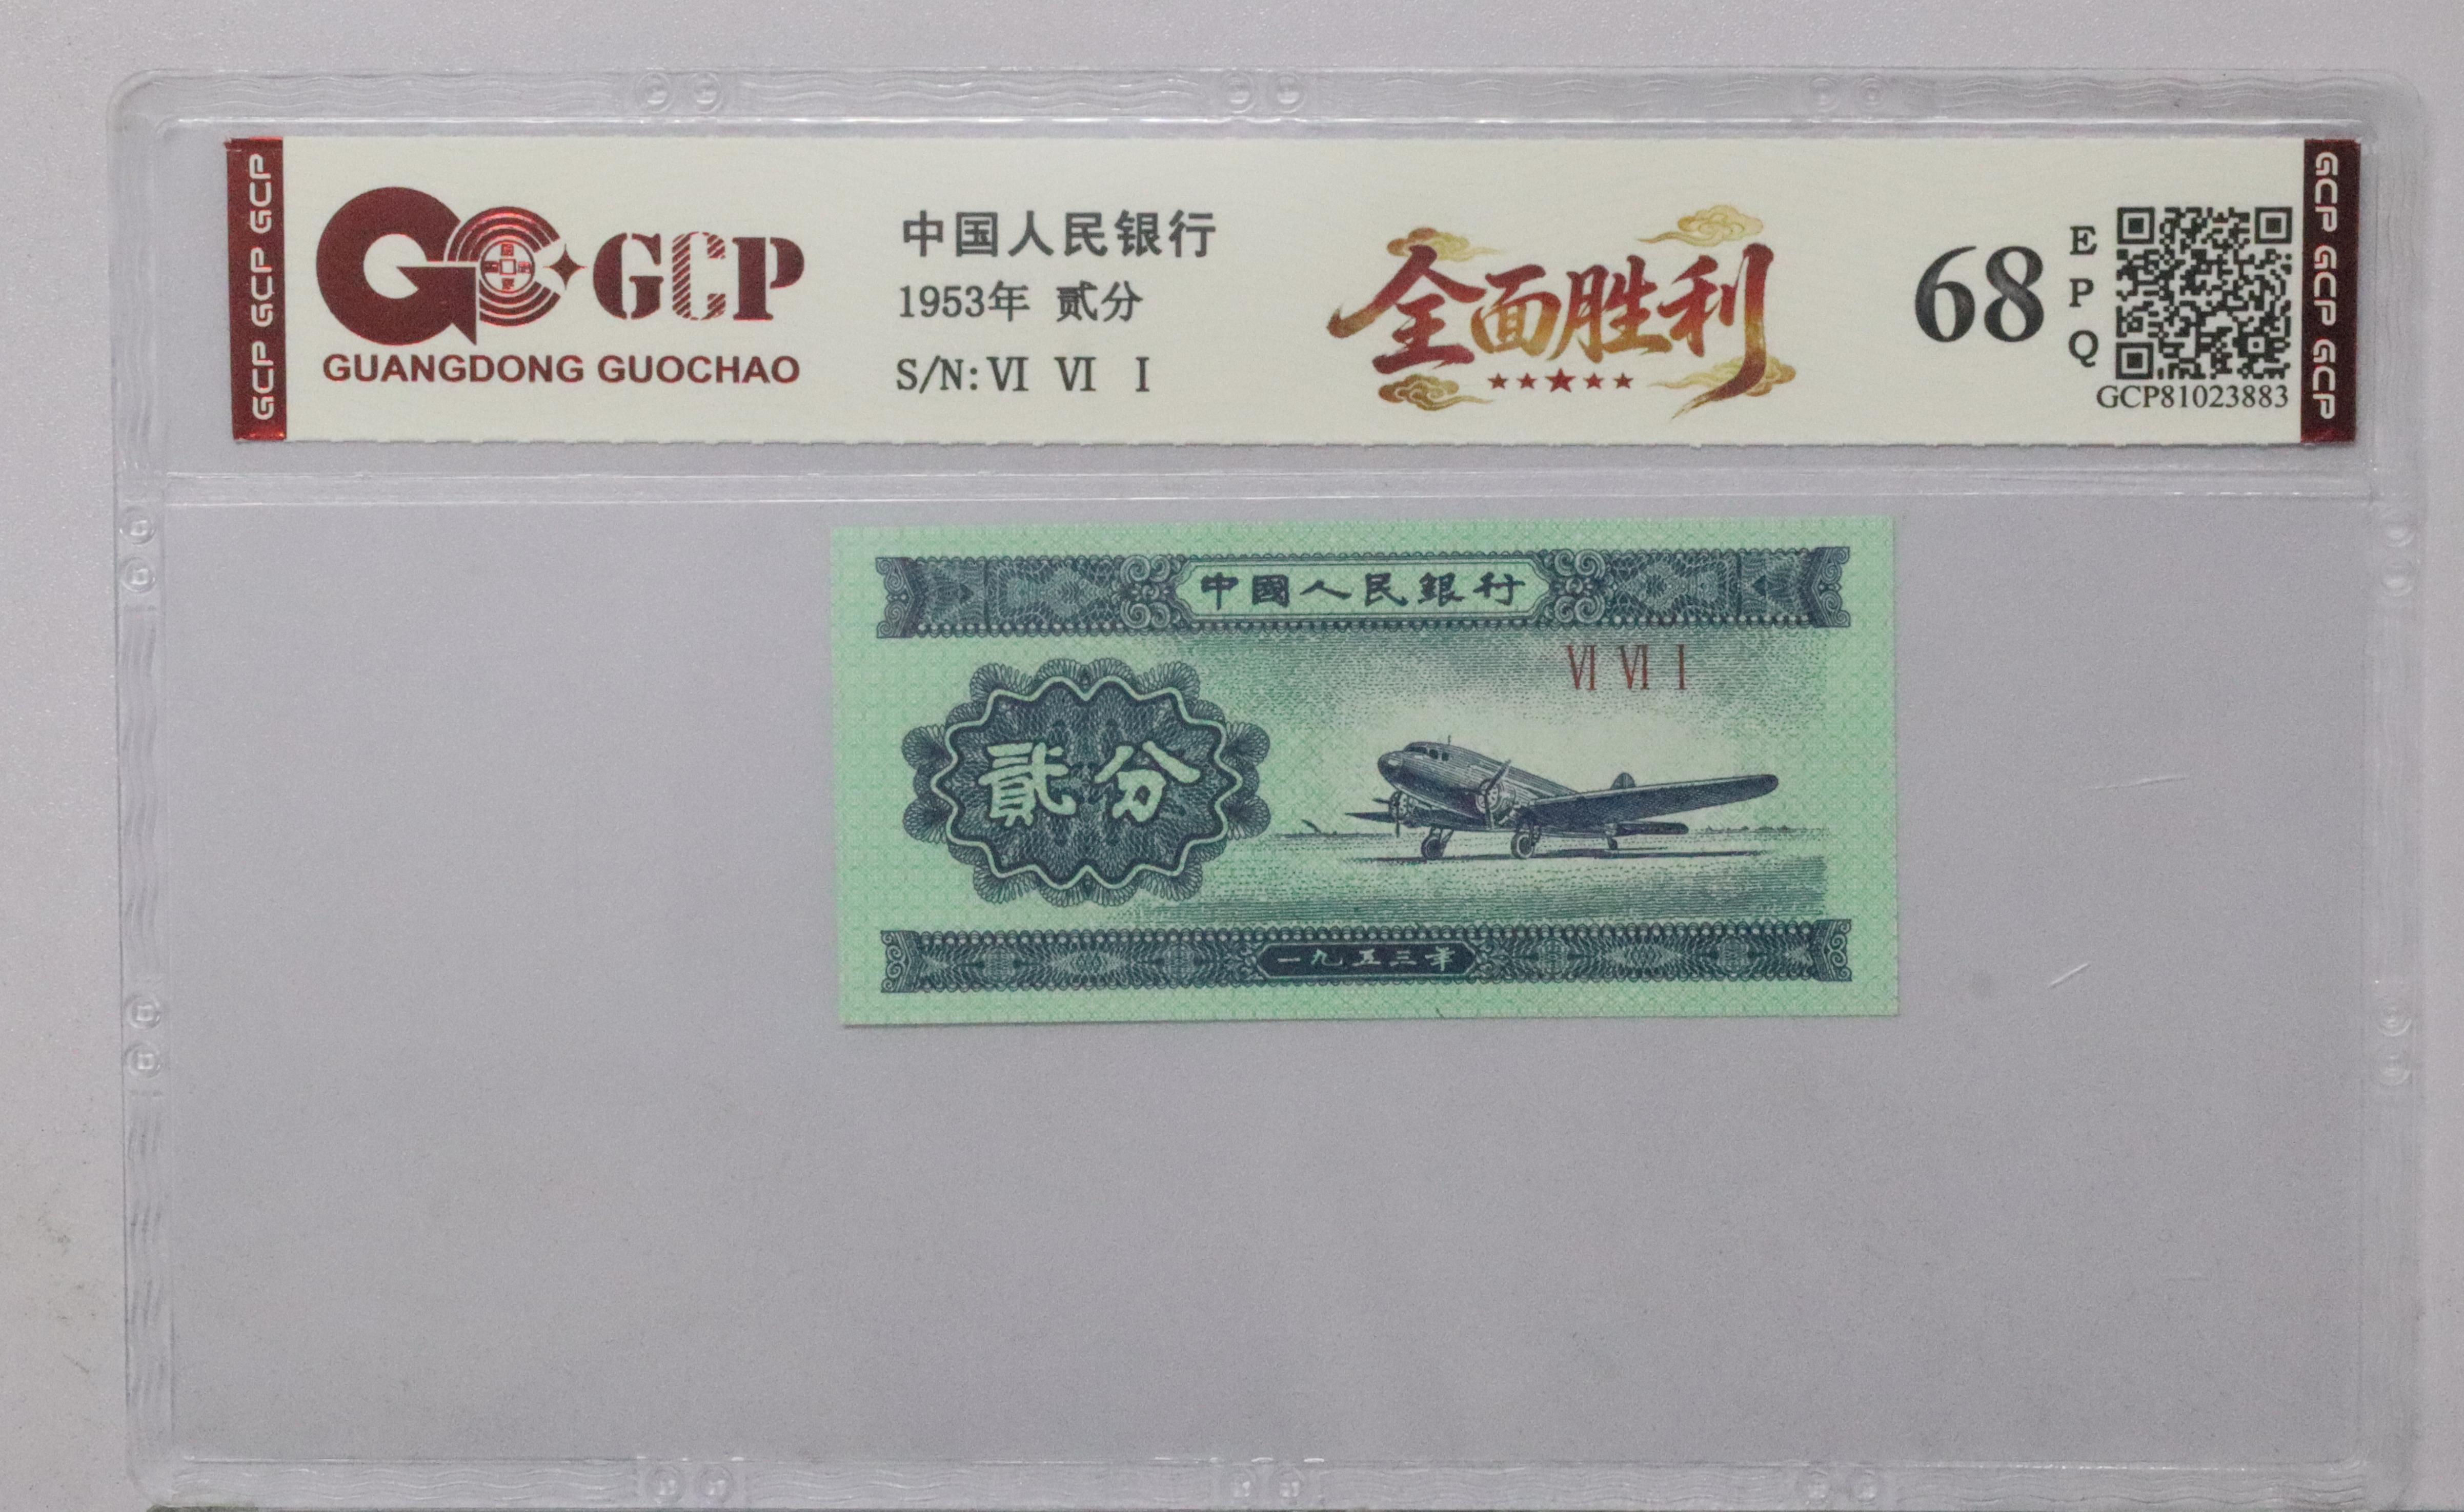 GCP GCP GCP
GCP
GUANGDONG GUOCHAO
中国人民银行
1953年 贰分
S/N: VI VI I
全面胜利
68
EPQ
GCP81023883
GCP GCP GCP
中國人民銀行
VI VI I
貳分
一九五三年